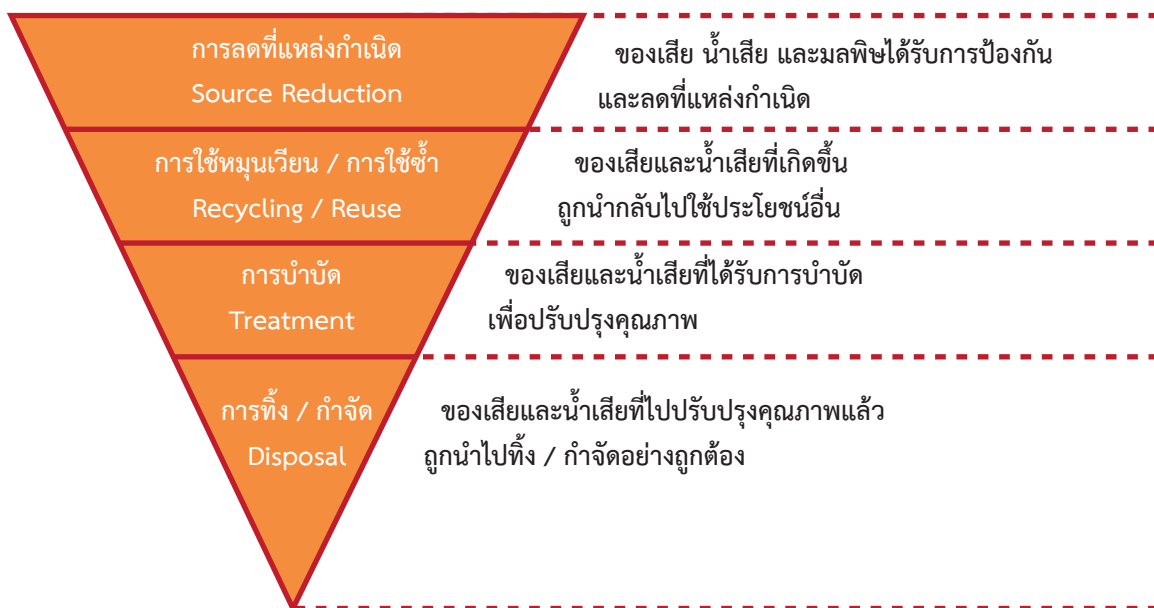 การลดที่แหล่งกำเนิด
Source Reduction
ของเสีย น้ำเสีย และมลพิษได้รับการป้องกัน
และลดที่แหล่งกำเนิด
การใช้หมุนเวียน / การใช้ซ้ำ
Recycling / Reuse
ของเสียและน้ำเสียที่เกิดขึ้น
ถูกนำกลับไปใช้ประโยชน์อื่น
การบำบัด
Treatment
ของเสียและน้ำเสียที่ได้รับการบำบัด
เพื่อปรับปรุงคุณภาพ
การทิ้ง / กำจัด
Disposal
ของเสียและน้ำเสียที่ไปปรับปรุงคุณภาพแล้ว
ถูกนำไปทิ้ง / กำจัดอย่างถูกต้อง